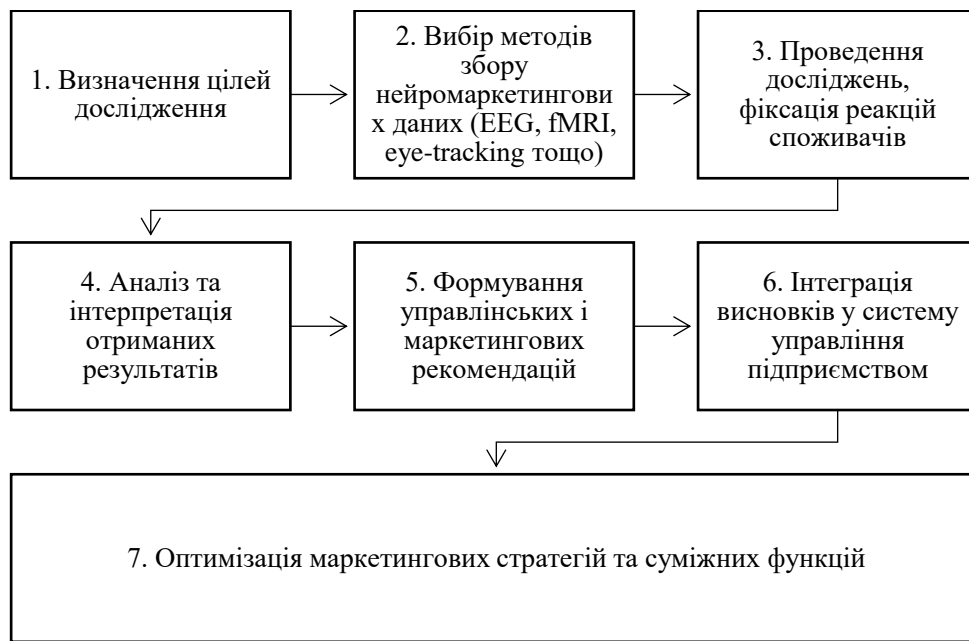 1. Визначення цілей
дослідження
2. Вибір методів
збору
нейромаркетингови
х даних (EEG, fMRI,
eye-tracking тощо)
3. Проведення
досліджень,
фіксація реакцій
споживачів
4. Аналіз та
інтерпретація
отриманих
результатів
5. Формування
управлінських і
маркетингових
рекомендацій
6. Інтеграція
висновків у систему
управління
підприємством
7. Оптимізація маркетингових стратегій та суміжних функцій